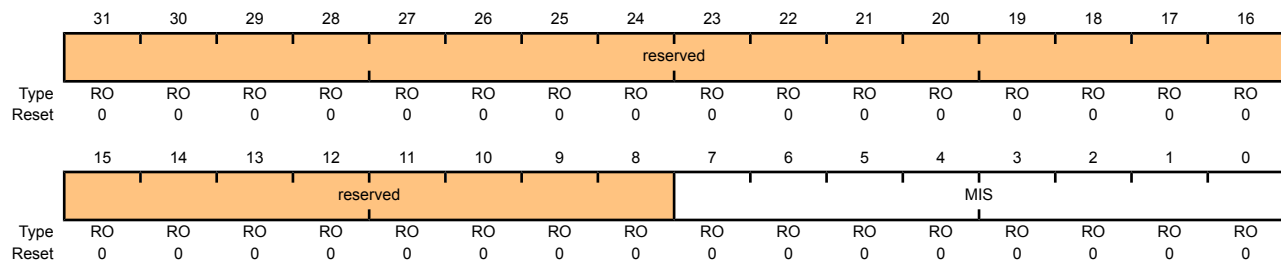 31 30 29 28 27 26 25 24 23 22 21 20 19 18 17 16
reserved
Type RO RO RO RO RO RO RO RO RO RO RO RO RO RO RO RO
Reset 0 0 0 0 0 0 0 0 0 0 0 0 0 0 0 0
15 14 13 12 11 10 9 8 7 6 5 4 3 2 1 0
reserved MIS
Type RO RO RO RO RO RO RO RO RO RO RO RO RO RO RO RO
Reset 0 0 0 0 0 0 0 0 0 0 0 0 0 0 0 0